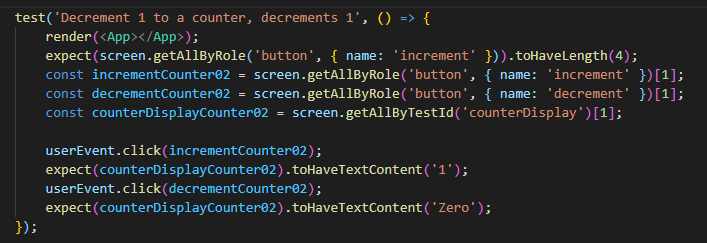 test('Decrement 1 to a counter, decrements 1', () => {
render(<App></App>);
expect(screen.getAllByRole('button', { name: 'increment' })).toHaveLength(4);
const incrementCounter02 = screen.getAllByRole('button', { name: 'increment' })[1];
const decrementCounter02 = screen.getAllByRole('button', { name: 'decrement' })[1];
const counterDisplayCounter02 = screen.getAllByTestId('counterDisplay')[1];
userEvent.click(incrementCounter02);
expect(counterDisplayCounter02).toHaveTextContent('1');
userEvent.click(decrementCounter02);
expect(counterDisplayCounter02).toHaveTextContent('Zero');
});